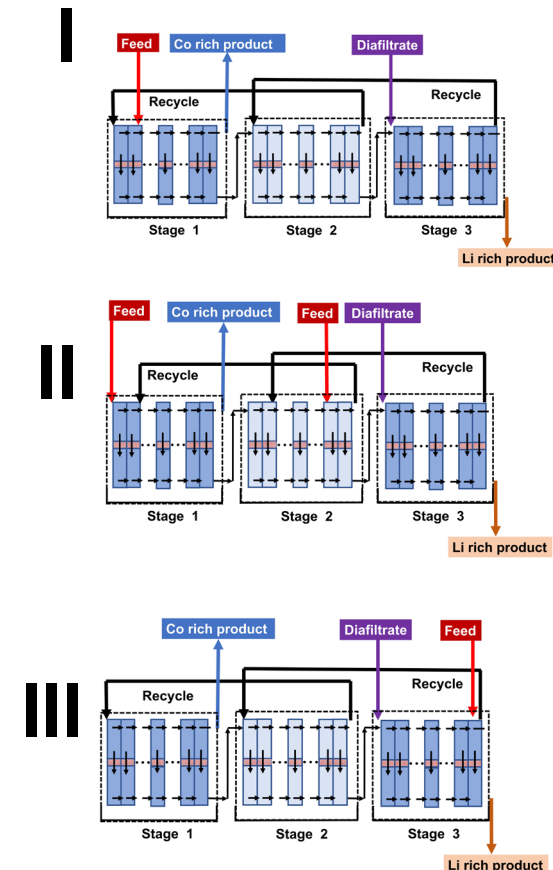 I
Feed Co rich product Diafiltrate
Recycle Recycle
Stage 1 Stage 2 Stage 3
Li rich product
II
Feed Co rich product Feed Diafiltrate
Recycle Recycle
Stage 1 Stage 2 Stage 3
Li rich product
III
Co rich product Diafiltrate Feed
Recycle Recycle
Stage 1 Stage 2 Stage 3
Li rich product